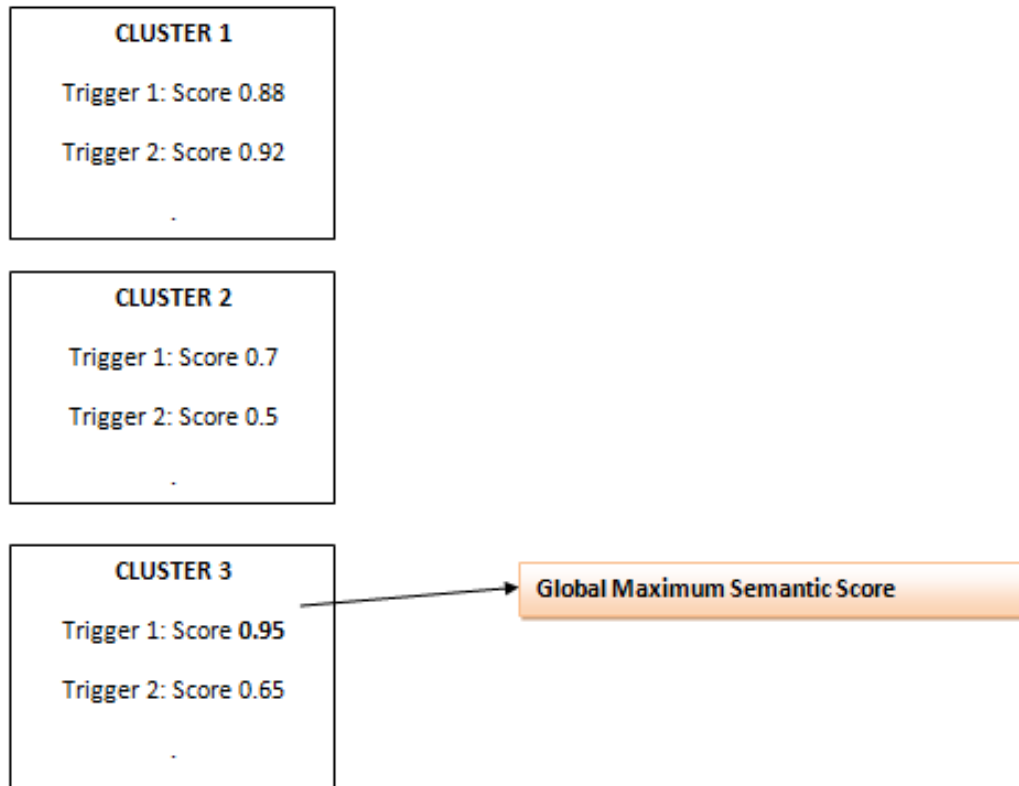 CLUSTER 1
Trigger 1: Score 0.88
Trigger 2: Score 0.92
.
CLUSTER 2
Trigger 1: Score 0.7
Trigger 2: Score 0.5
.
CLUSTER 3
Global Maximum Semantic Score
Trigger 1: Score 0.95
Trigger 2: Score 0.65
.